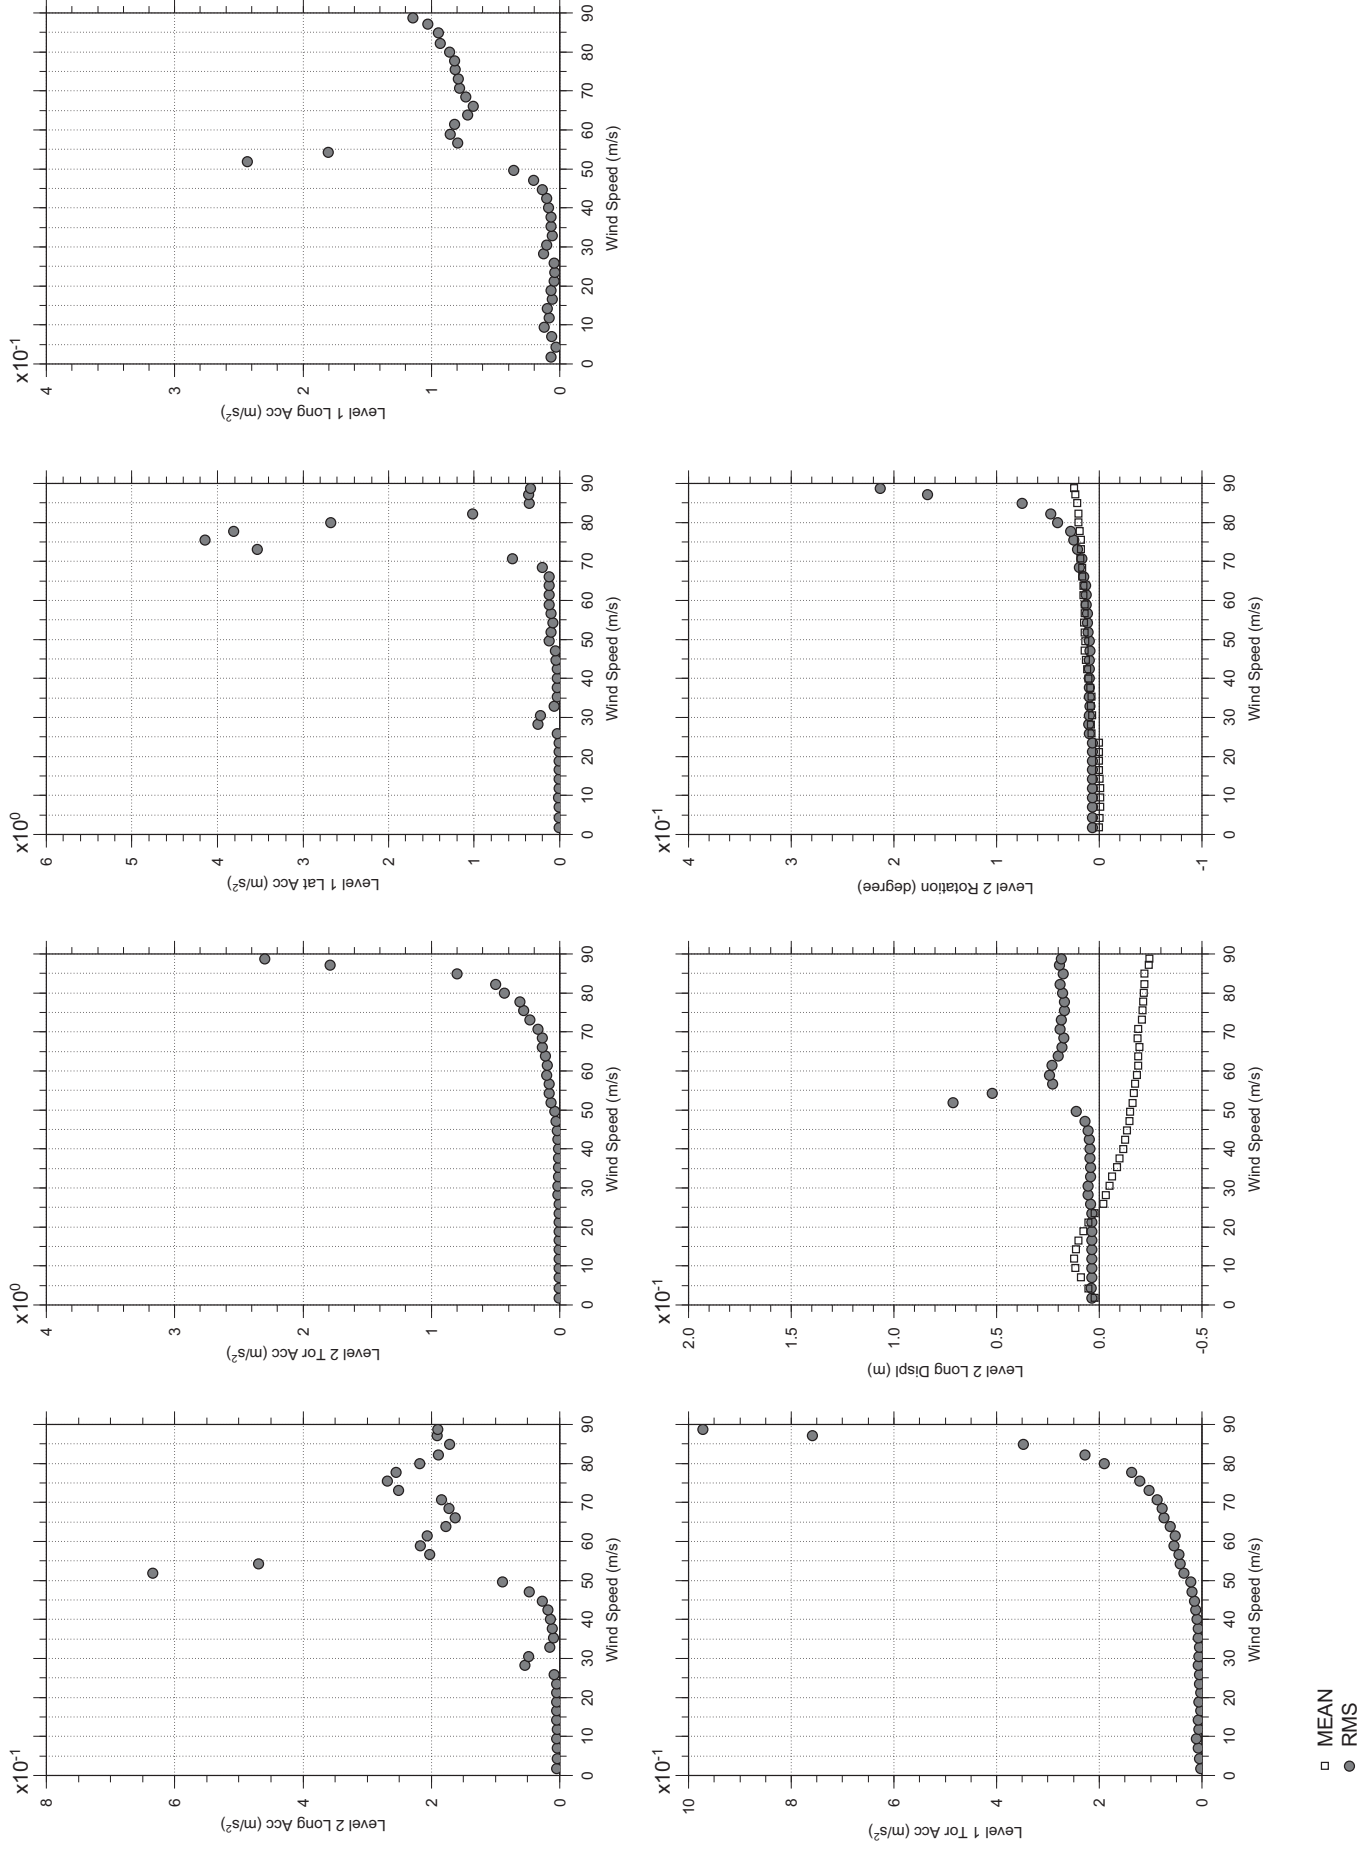 x10-1
8
6
4
2
0
Level 2 Long Acc (m/s2)
0 10 20 30 40 50 60 70 80 90
Wind Speed (m/s)
x100
4
3
2
1
0
Level 2 Tor Acc (m/s2)
0 10 20 30 40 50 60 70 80 90
Wind Speed (m/s)
x100
6
5
4
3
2
1
0
Level 1 Lat Acc (m/s2)
0 10 20 30 40 50 60 70 80 90
Wind Speed (m/s)
x10-1
4
3
2
1
0
Level 1 Long Acc (m/s2)
0 10 20 30 40 50 60 70 80 90
Wind Speed (m/s)
x10-1
10
8
6
4
2
0
Level 1 Tor Acc (m/s2)
0 10 20 30 40 50 60 70 80 90
Wind Speed (m/s)
x10-1
2.0
1.5
1.0
0.5
0.0
-0.5
Level 2 Long Displ (m)
0 10 20 30 40 50 60 70 80 90
Wind Speed (m/s)
x10-1
4
3
2
1
0
-1
Level 2 Rotation (degree)
0 10 20 30 40 50 60 70 80 90
Wind Speed (m/s)
MEAN
RMS